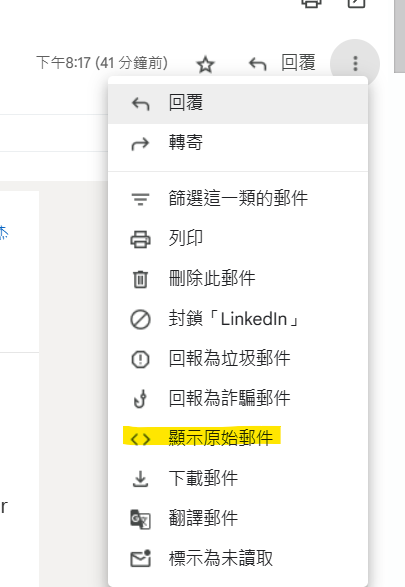 下午8:17 (41 分鐘前)
回覆
回覆
轉寄
篩選這一類的郵件
列印
刪除此郵件
封鎖「LinkedIn」
回報為垃圾郵件
回報為詐騙郵件
顯示原始郵件
下載郵件
翻譯郵件
標示為未讀取
r